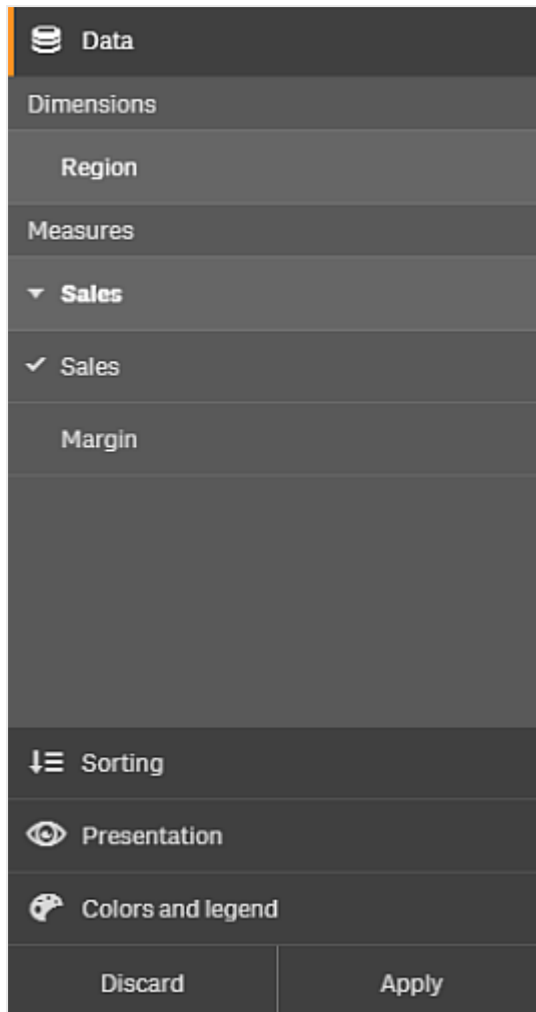 Data
Dimensions
Region
Measures
Sales
Sales
Margin
Sorting
Presentation
Colors and legend
Discard Apply